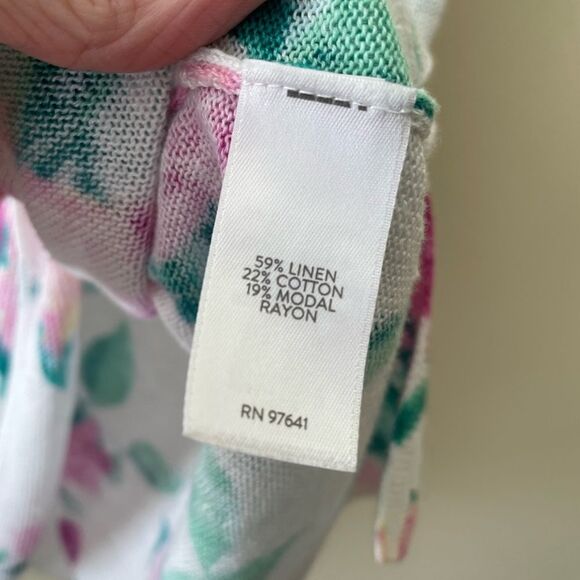 59% LINEN
22% COTTON
19% MODAL
RAYON
RN 97641